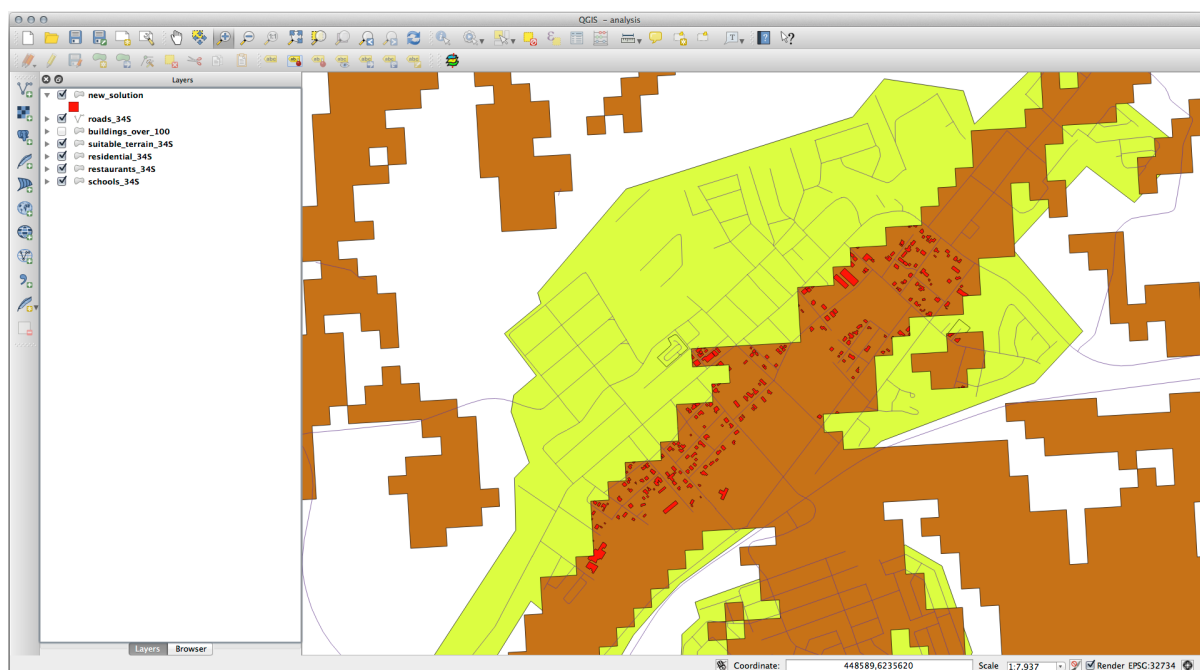 QGIS - analysis
Layers
new_solution
roads_34S
buildings_over_100
suitable_terrain_34S
residential_34S
restaurants_34S
schools_34S
Layers Browser
Coordinate: 448589,6235620 Scale 1:7,937 Render EPSG:32734